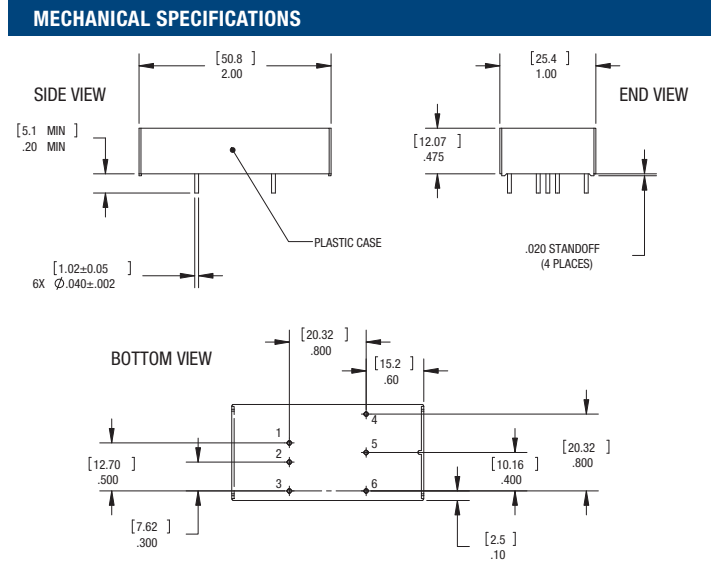 MECHANICAL SPECIFICATIONS
SIDE VIEW
[50.8 ]
2.00
[25.4 ]
1.00
END VIEW
[5.1 MIN ]
.20 MIN
[12.07 ]
.475
PLASTIC CASE
.020 STANDOFF
(4 PLACES)
[1.02±0.05 ]
6X Ø.040±.002
BOTTOM VIEW
[20.32 ]
.800
[15.2 ]
.60
1
2
3
4
5
6
[12.70 ]
.500
[7.62 ]
.300
[20.32 ]
.800
[10.16 ]
.400
[2.5 ]
.10